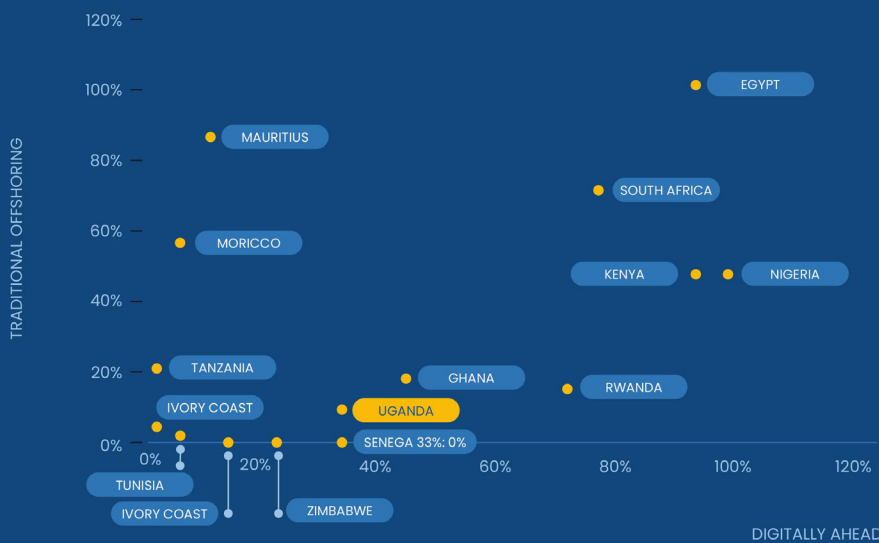 120%
100%
EGYPT
MAURITIUS
80%
SOUTH AFRICA
TRADITIONAL OFFSHORING
60%
MORICCO
KENYA
NIGERIA
40%
20%
TANZANIA
GHANA
RWANDA
IVORY COAST
UGANDA
0%
SENEGA 33%: 0%
0%
20%
40%
60%
80%
100%
120%
TUNISIA
IVORY COAST
ZIMBABWE
DIGITALLY AHEAD